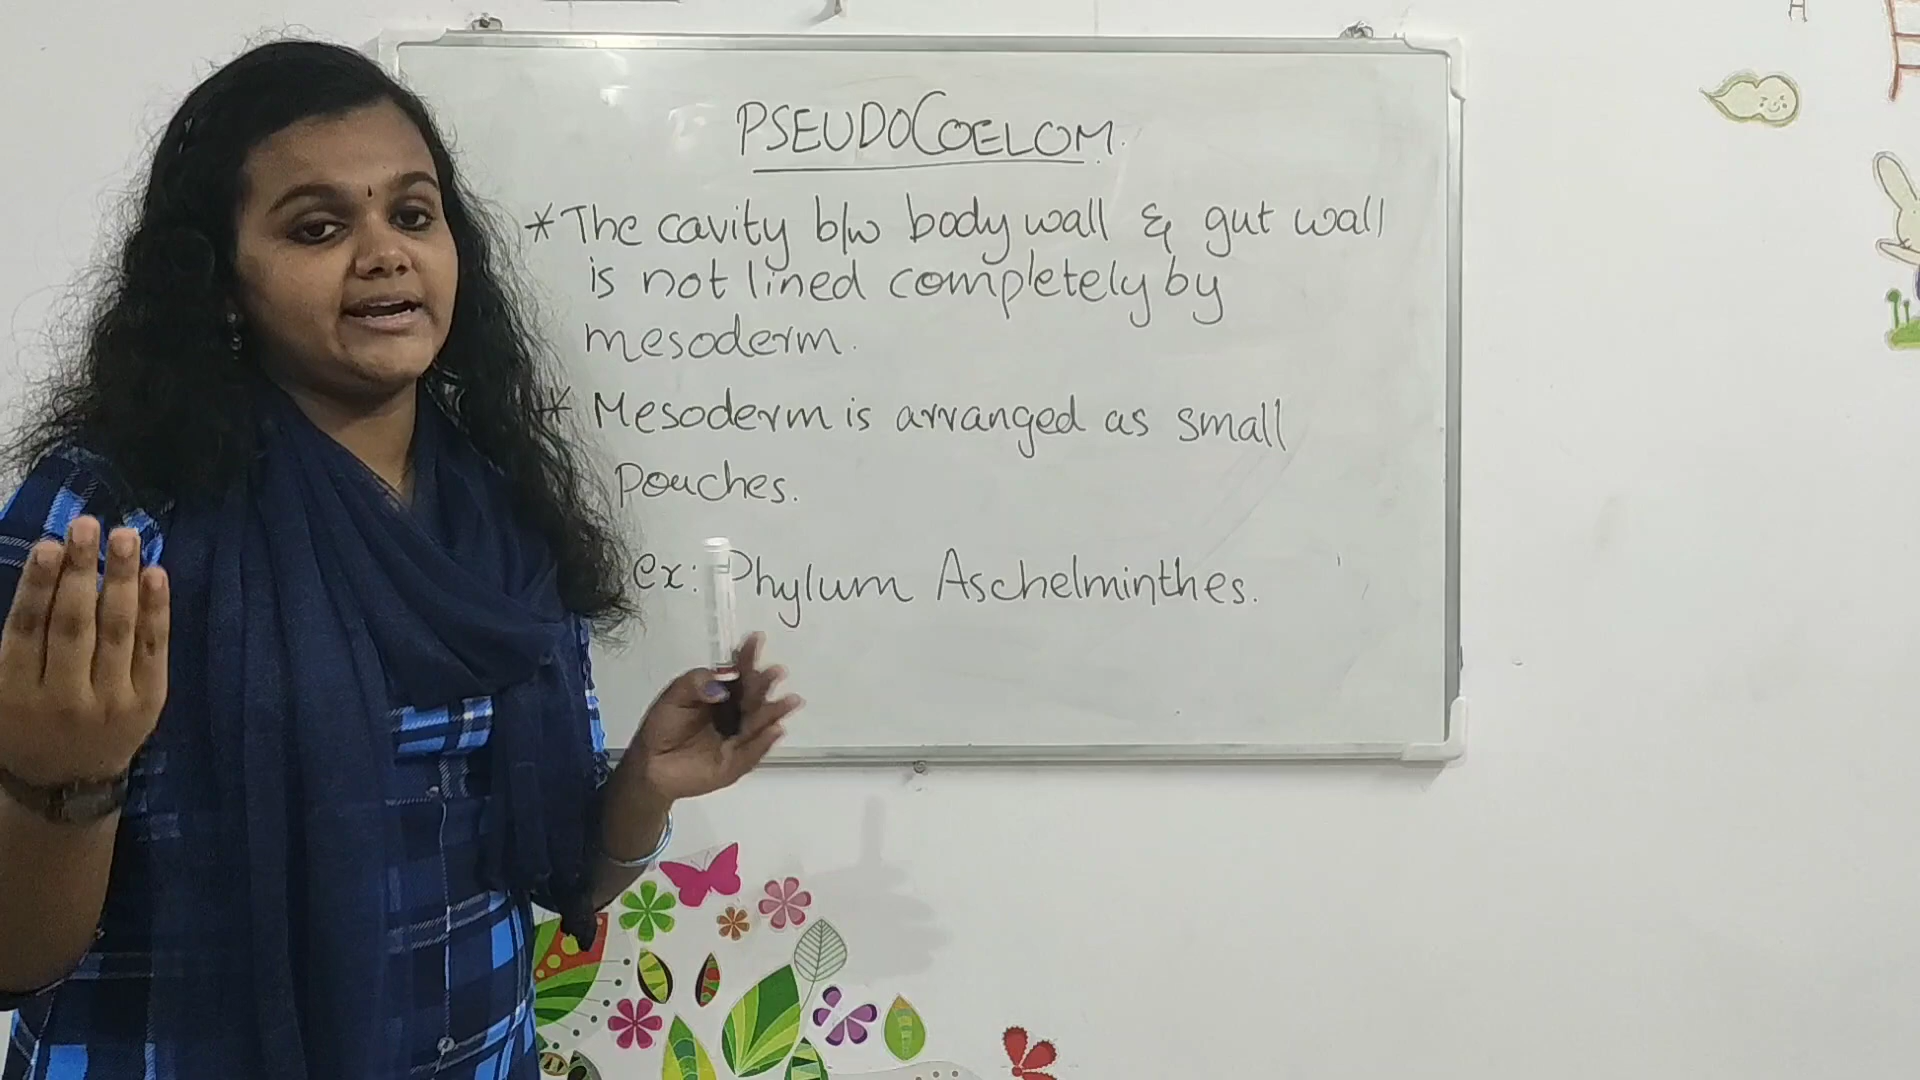 PSEUDOCOELOM.
* The cavity b/w body wall & gut wall
is not lined completely by
mesoderm.
* Mesoderm is arranged as small
pouches.
ex: Phylum Aschelminthes.
H